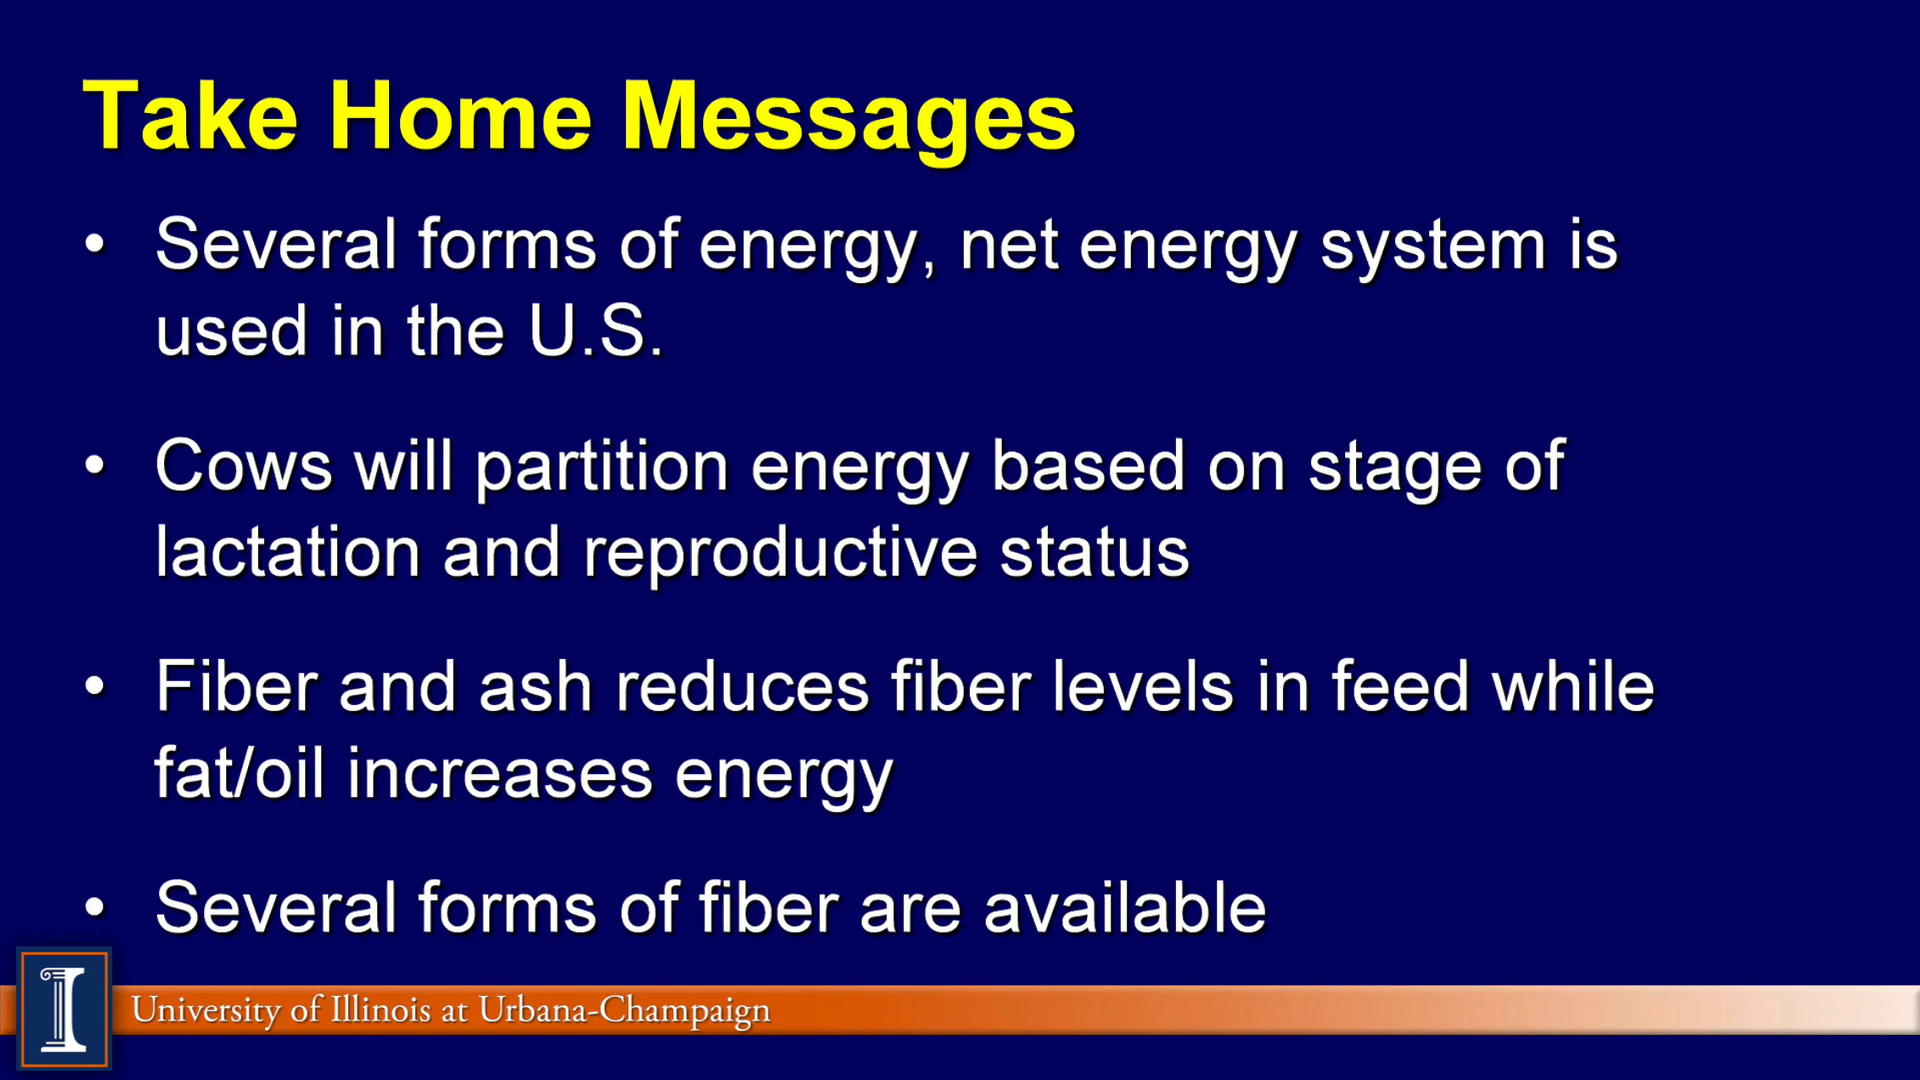 Take Home Messages
• Several forms of energy, net energy system is
used in the U.S.
• Cows will partition energy based on stage of
lactation and reproductive status
• Fiber and ash reduces fiber levels in feed while
fat/oil increases energy
• Several forms of fiber are available
I
University of Illinois at Urbana-Champaign